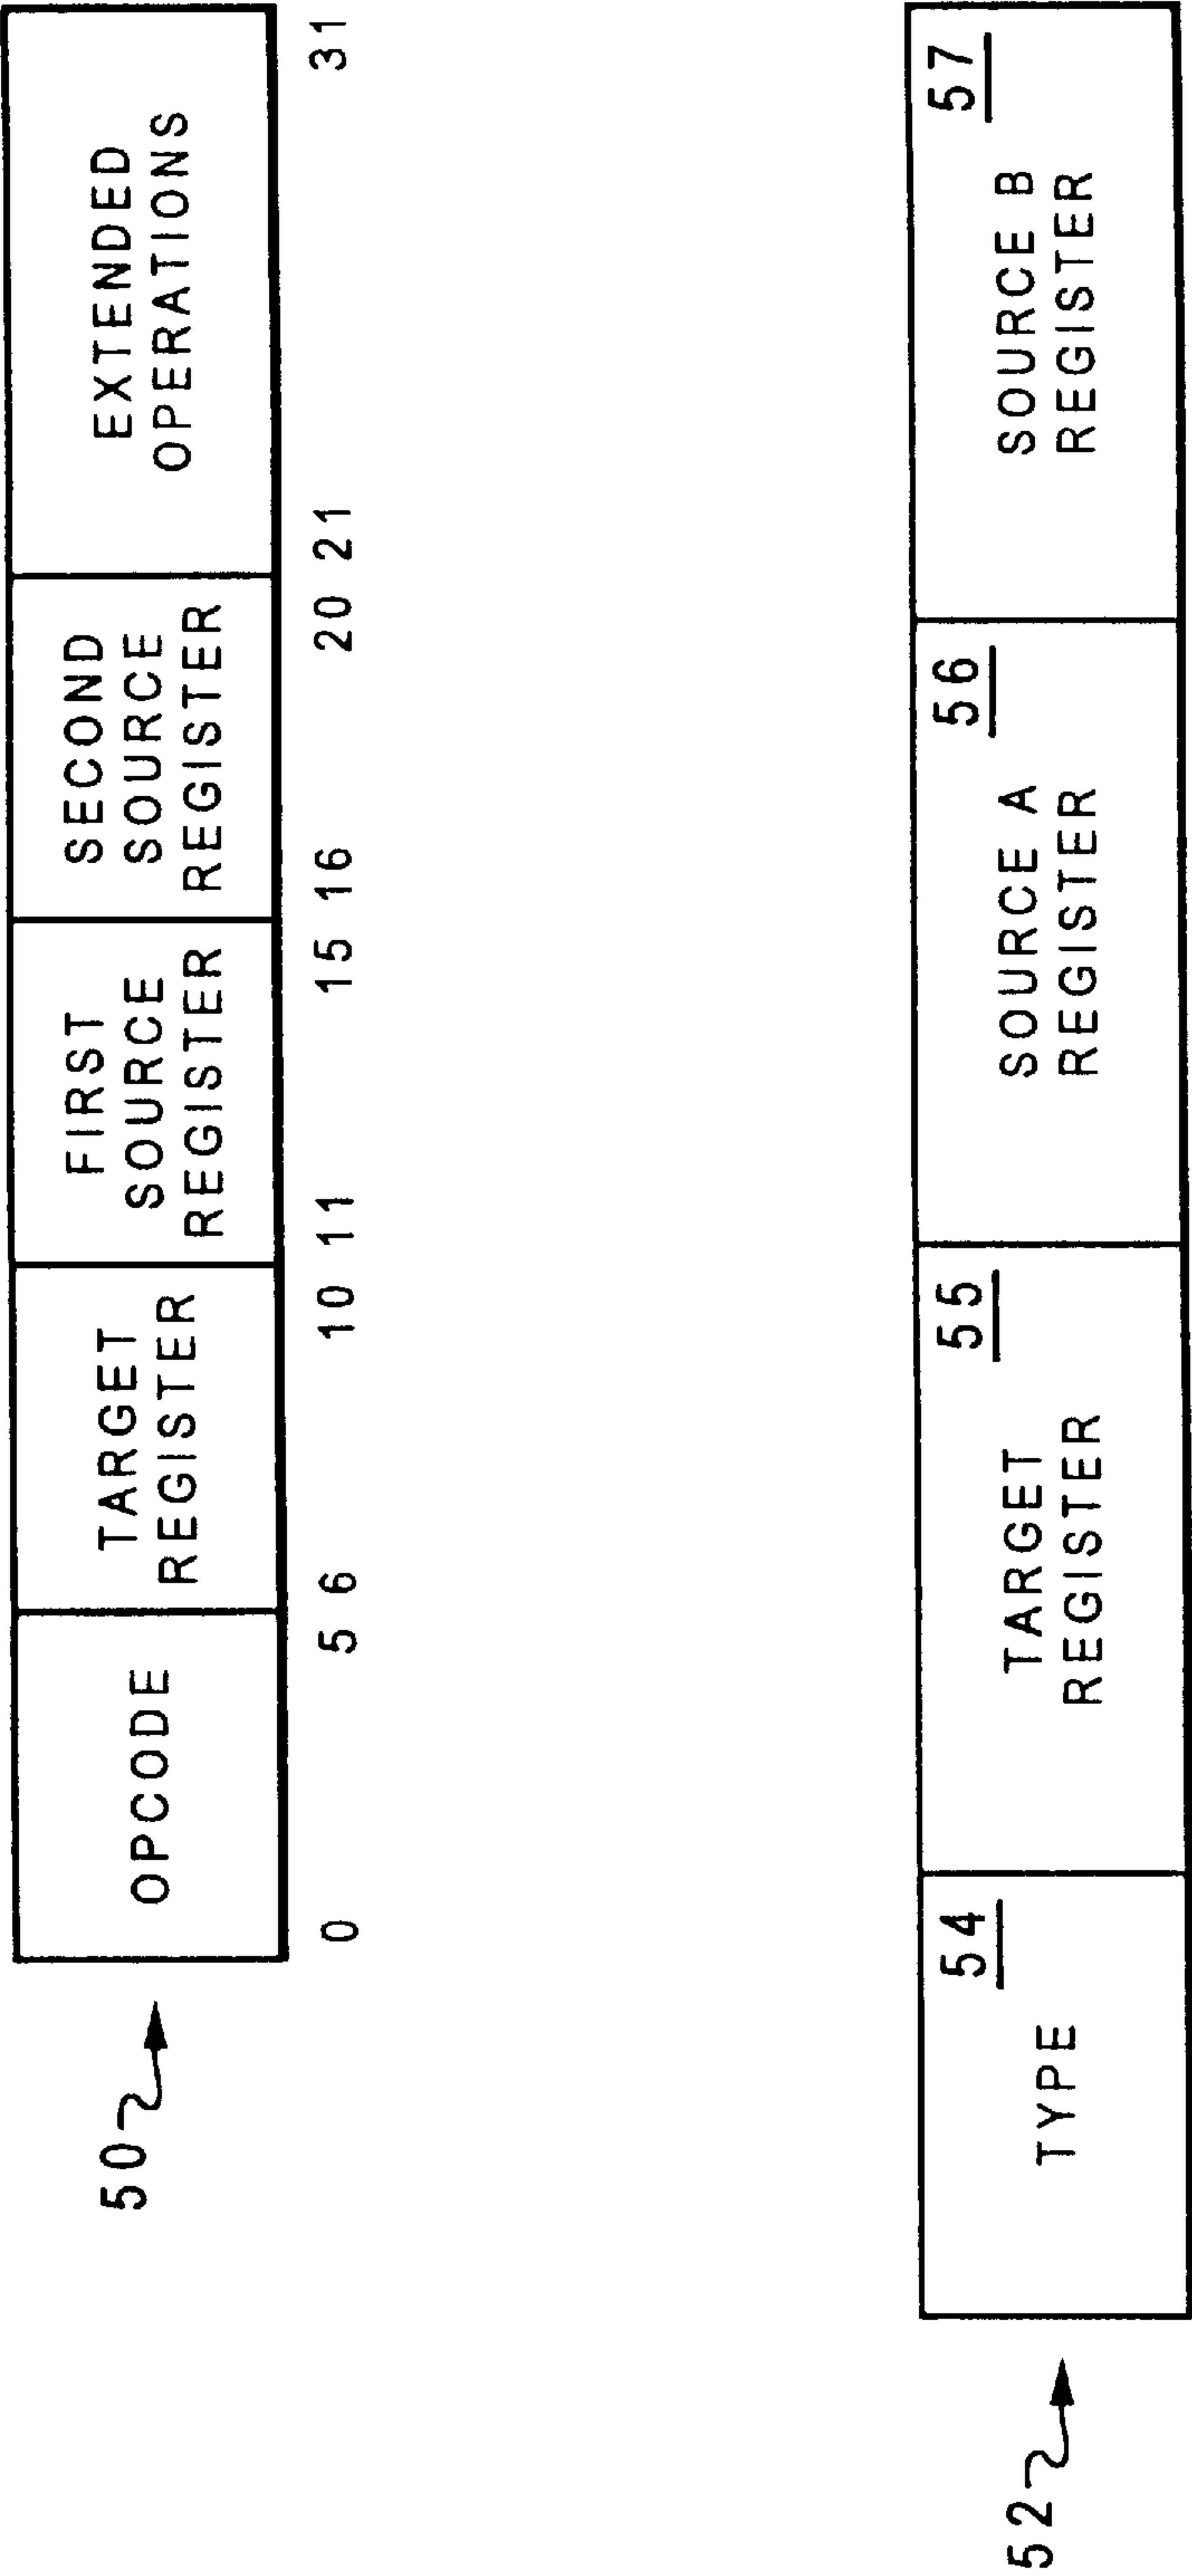 50
OPCODE
TARGET
REGISTER
FIRST
SOURCE
REGISTER
SECOND
SOURCE
REGISTER
EXTENDED
OPERATIONS
0 5 6 10 11 15 16 20 21 31
52
54
TYPE
55
TARGET
REGISTER
56
SOURCE A
REGISTER
57
SOURCE B
REGISTER